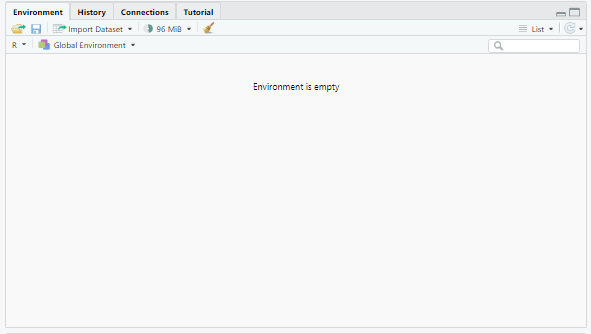 Environment History Connections Tutorial
Import Dataset 96 MiB List
R Global Environment
Environment is empty